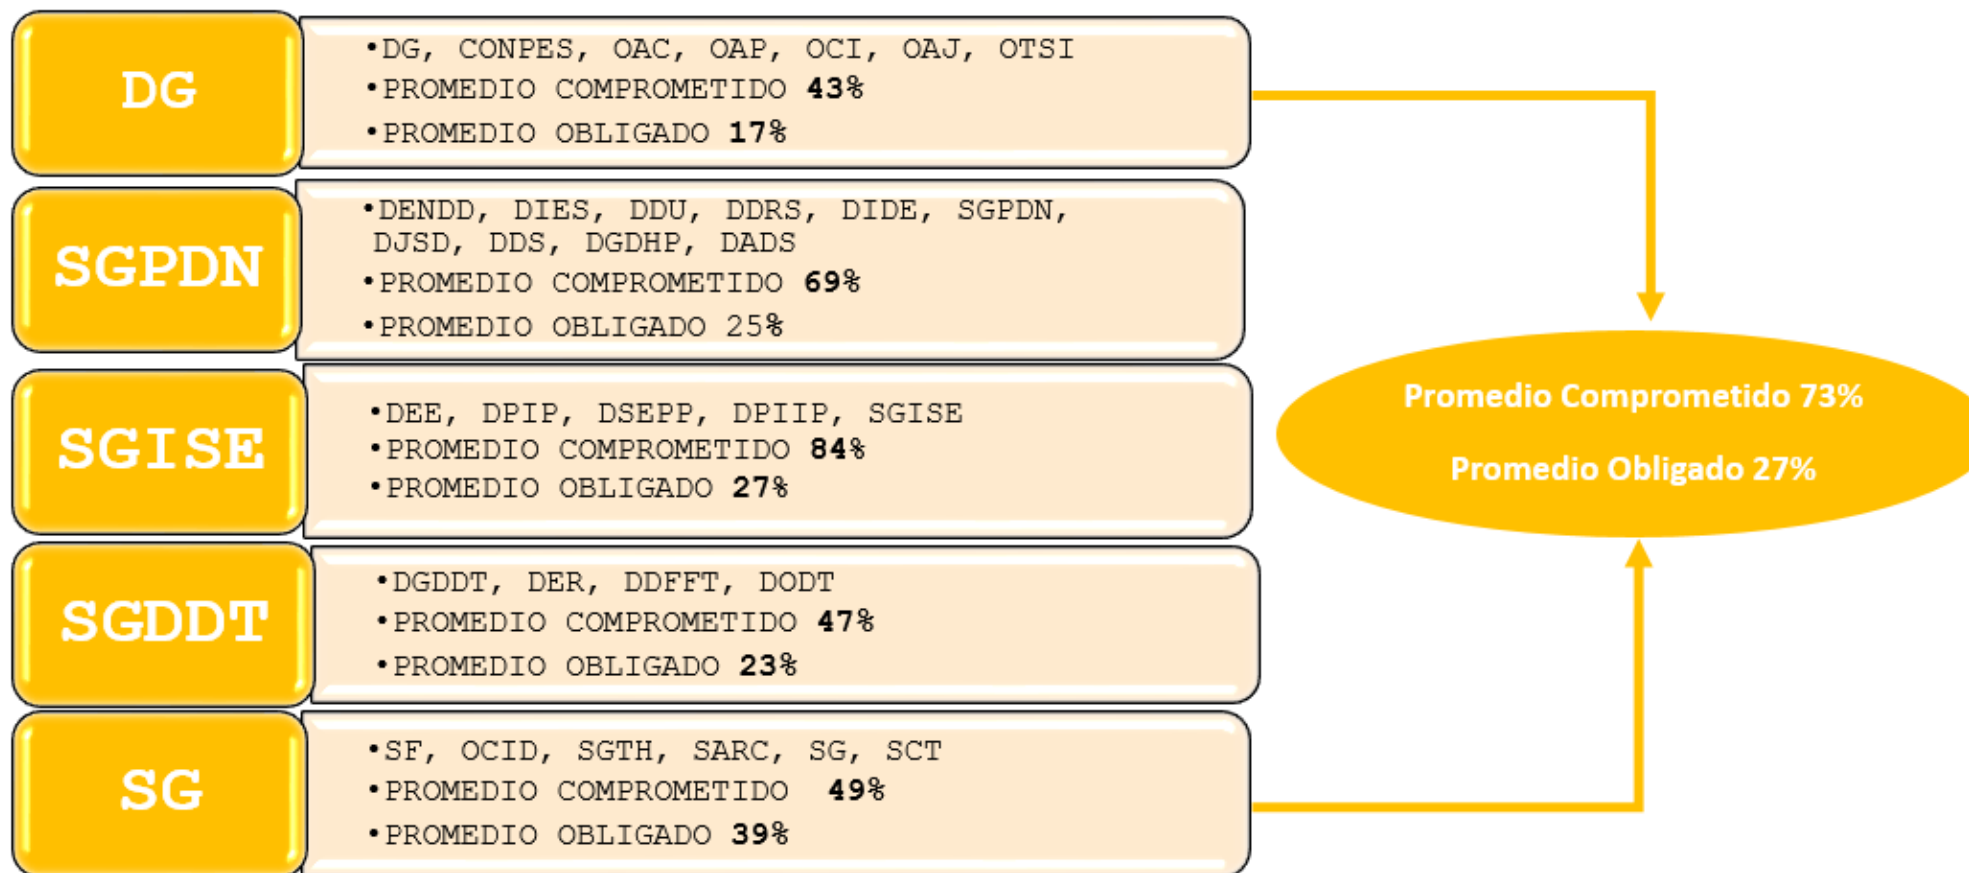 DG
•DG, CONPES, OAC, OAP, OCI, OAJ, OTSI
•PROMEDIO COMPROMETIDO 43%
•PROMEDIO OBLIGADO 17%
SGPDN
•DENDD, DIES, DDU, DDRS, DIDE, SGPDN,
DJSD, DDS, DGDHP, DADS
•PROMEDIO COMPROMETIDO 69%
•PROMEDIO OBLIGADO 25%
SGISE
•DEE, DPIP, DSEPP, DPIIP, SGISE
•PROMEDIO COMPROMETIDO 84%
•PROMEDIO OBLIGADO 27%
SGDDT
•DGDDT, DER, DDFFT, DODT
•PROMEDIO COMPROMETIDO 47%
•PROMEDIO OBLIGADO 23%
SG
•SF, OCID, SGTH, SARC, SG, SCT
•PROMEDIO COMPROMETIDO 49%
•PROMEDIO OBLIGADO 39%
Promedio Comprometido 73%
Promedio Obligado 27%